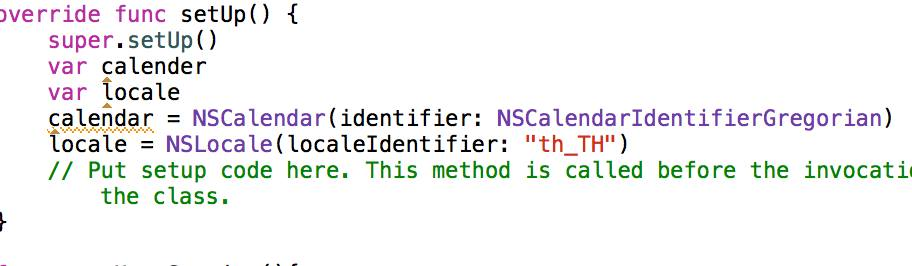 override func setUp() {
super.setUp()
var calender
var locale
calendar = NSCalendar(identifier: NSCalendarIdentifierGregorian)
locale = NSLocale(localeIdentifier: "th_TH")
// Put setup code here. This method is called before the
the class.
}